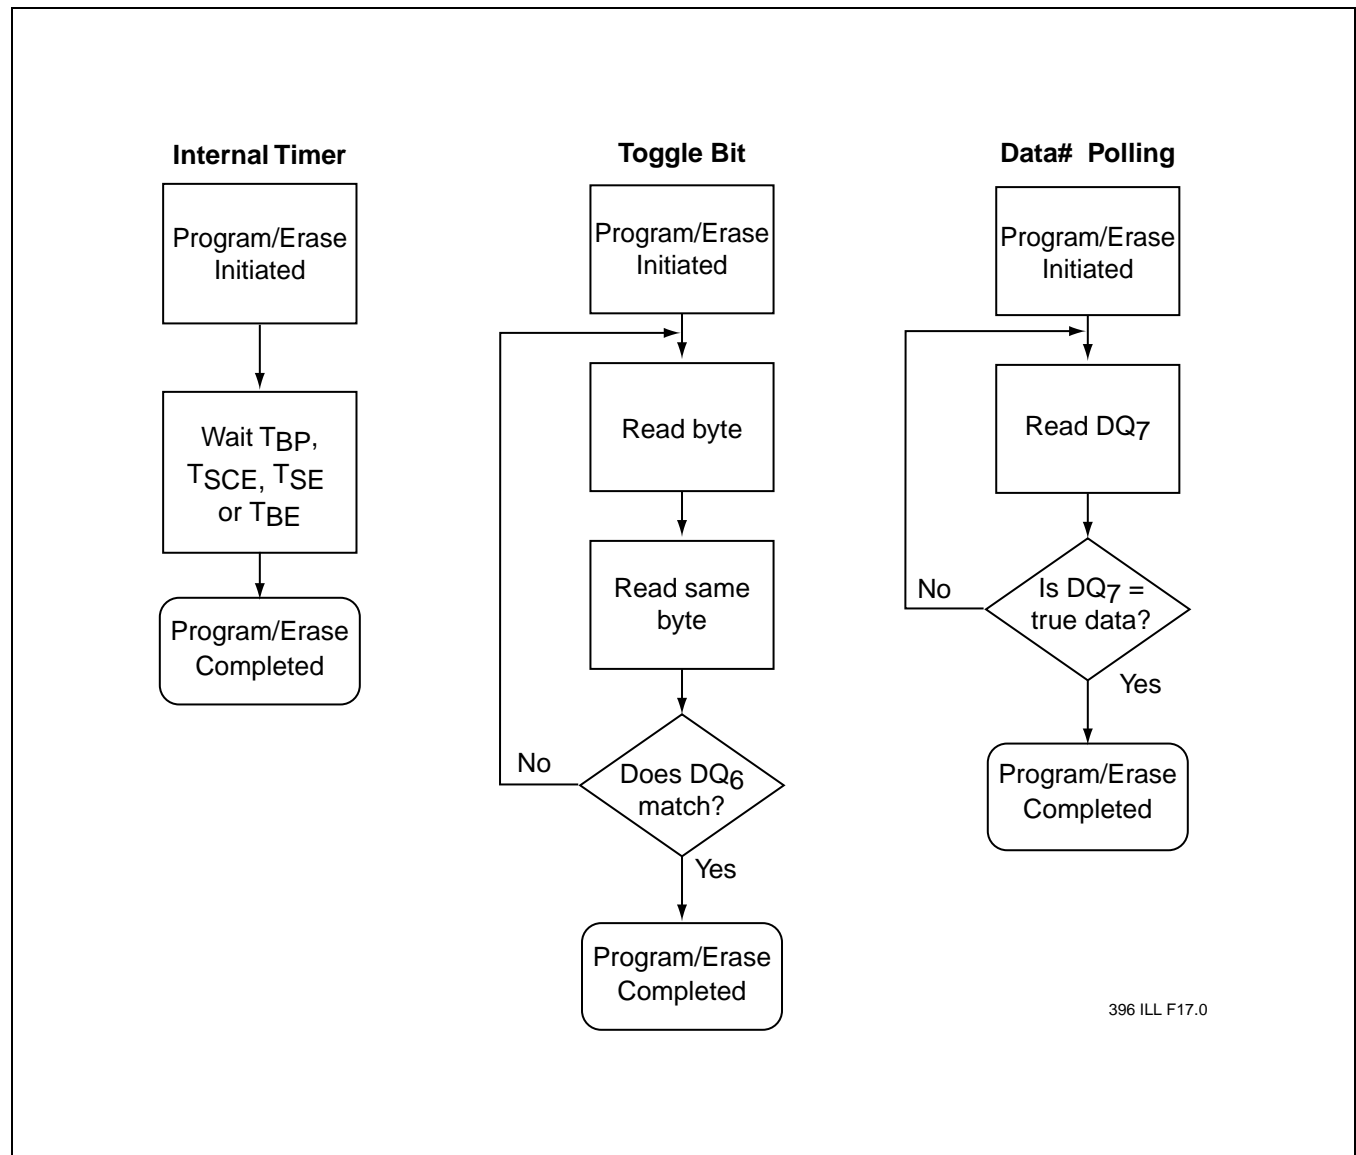 Internal Timer
Program/Erase
Initiated
Wait TBP,
TSCE, TSE
or TBE
Program/Erase
Completed
Toggle Bit
Program/Erase
Initiated
Read byte
Read same
byte
Does DQ6
match?
No
Yes
Program/Erase
Completed
Data# Polling
Program/Erase
Initiated
Read DQ7
Is DQ7 =
true data?
No
Yes
Program/Erase
Completed
396 ILL F17.0